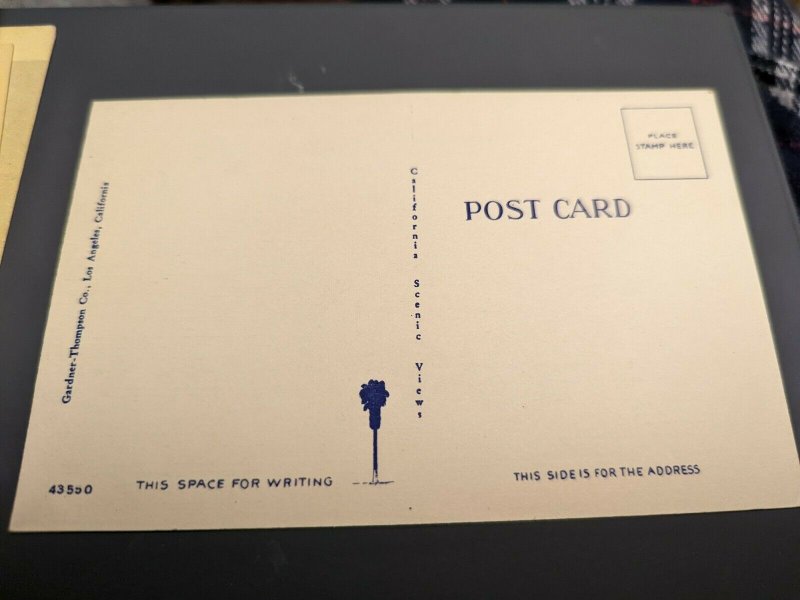 Gardner-Thompson Co., Los Angeles, California
California Scenic Views
PLACE
STAMP HERE
POST CARD
43550
THIS SPACE FOR WRITING
THIS SIDE IS FOR THE ADDRESS